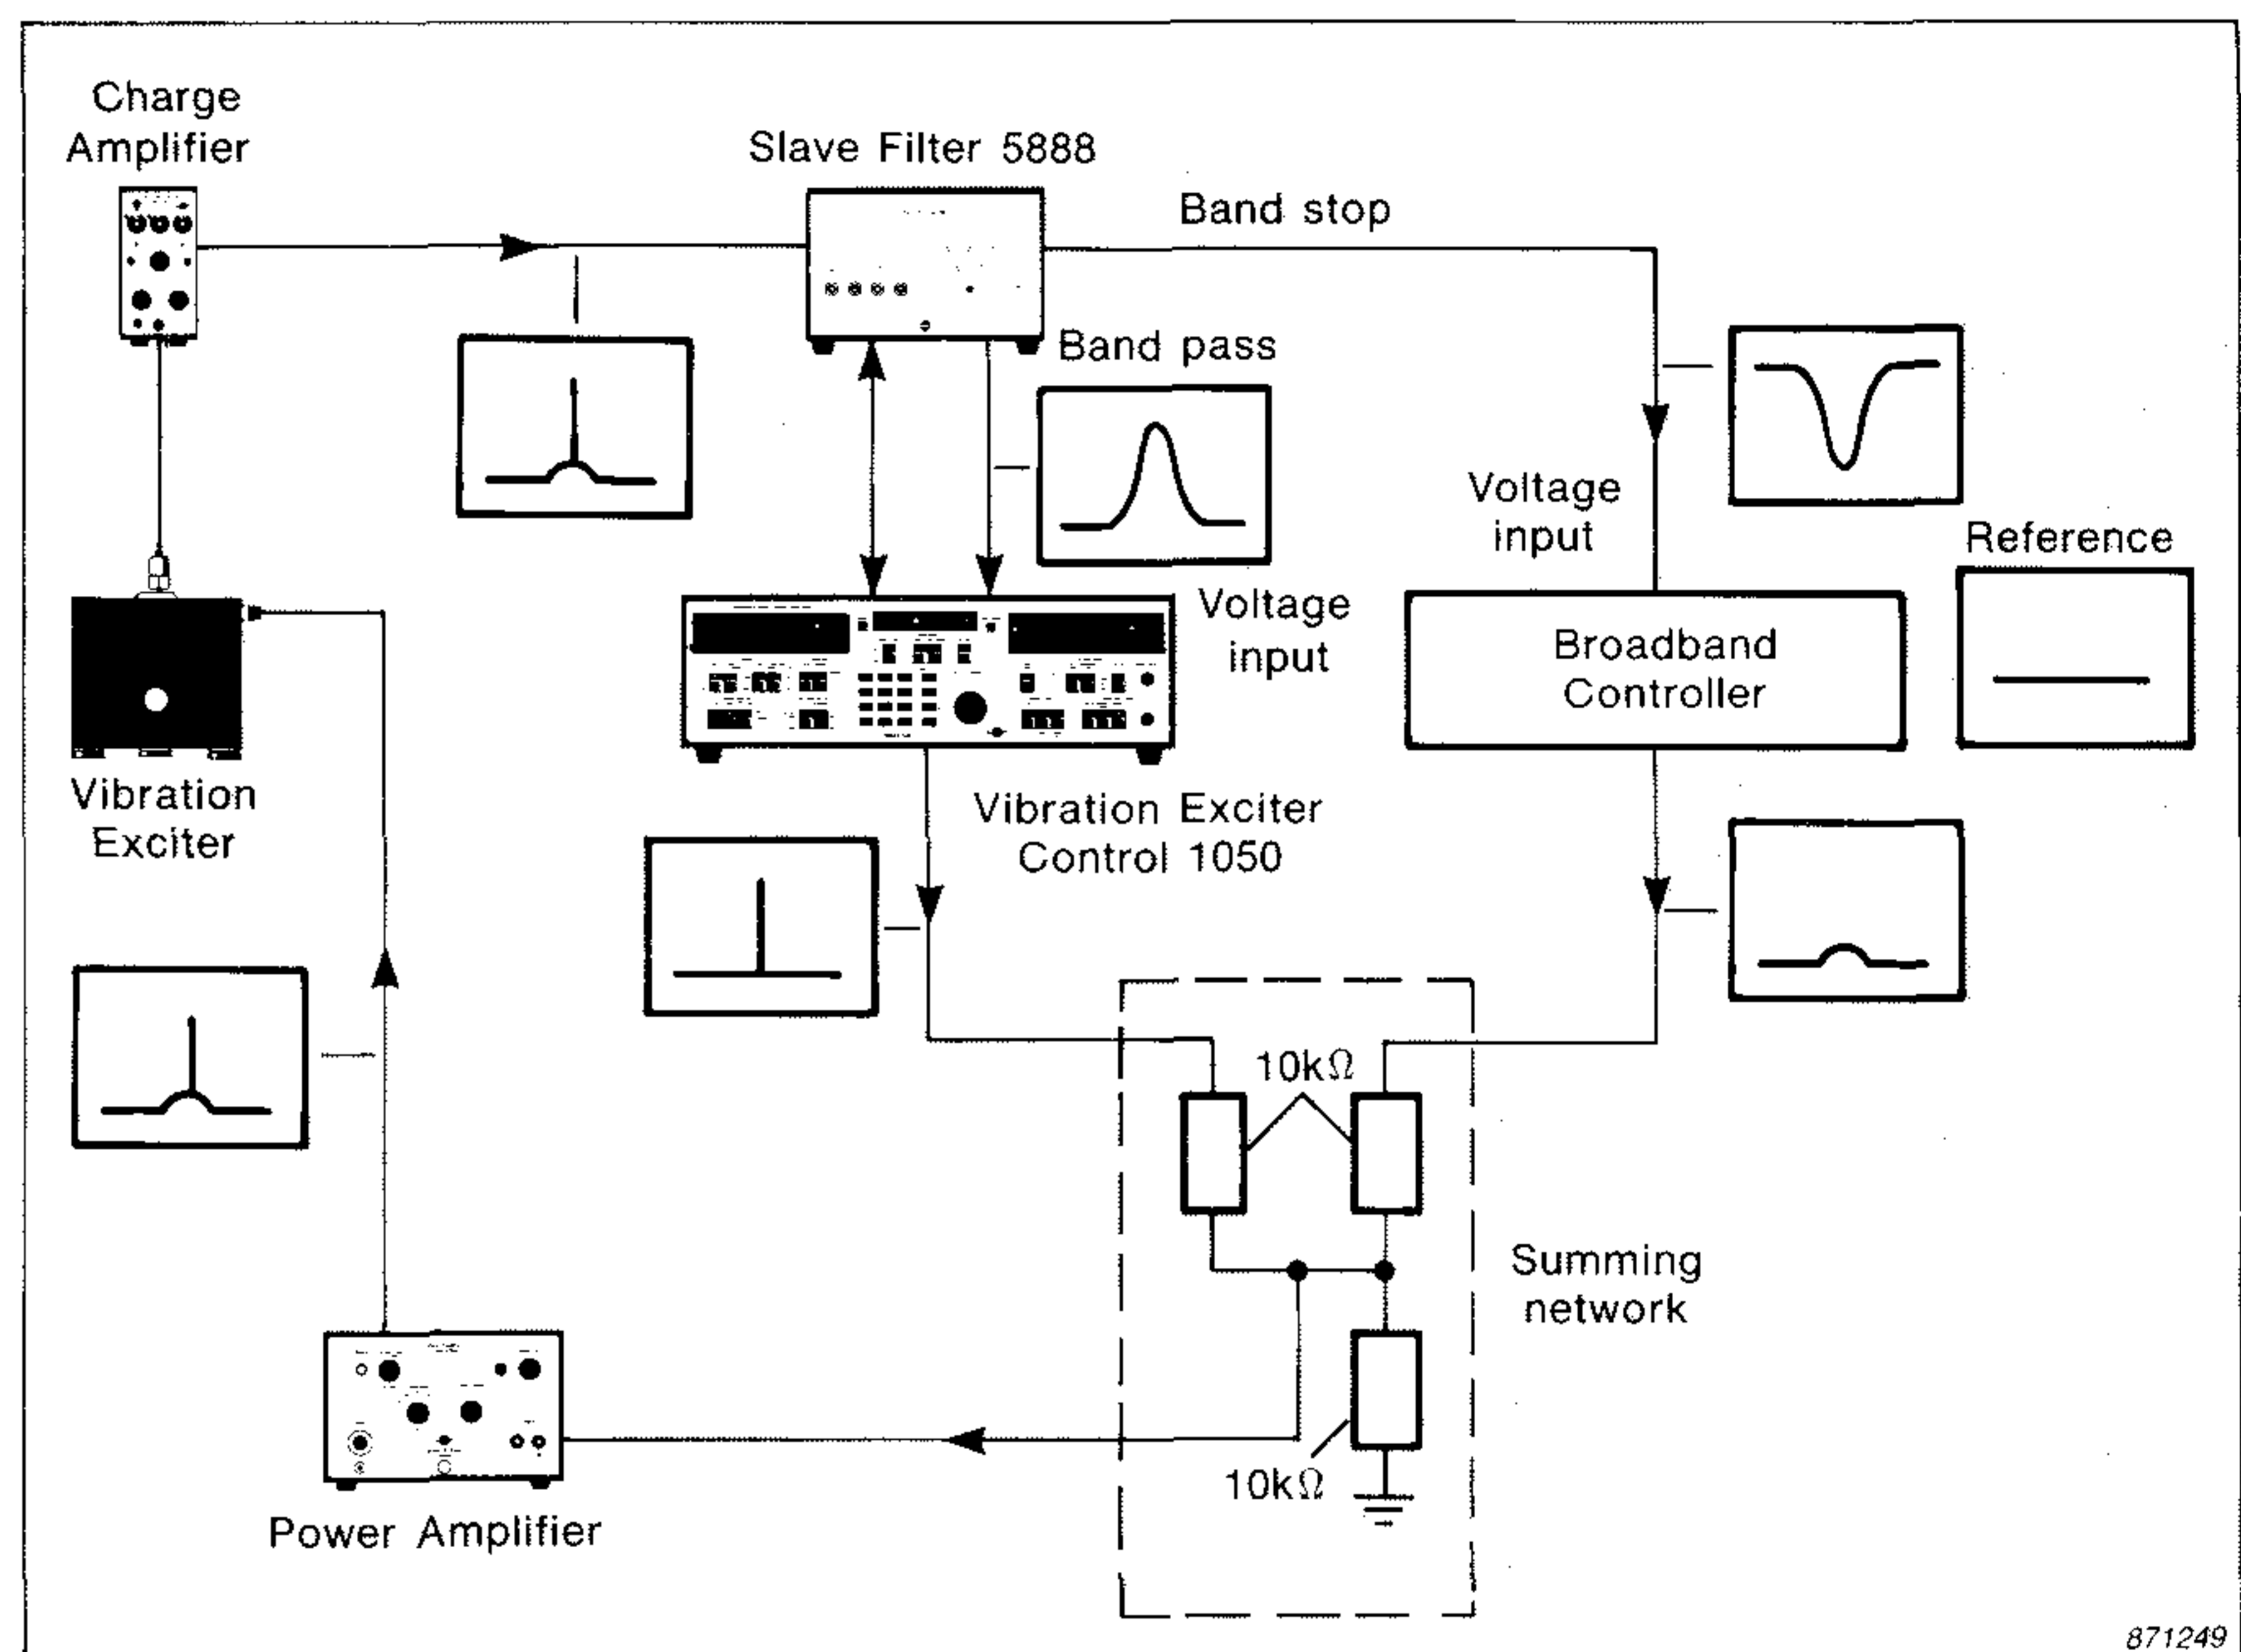 Charge
Amplifier
Slave Filter 5888
Band stop
Band pass
Voltage
input
Reference
Voltage
input
Broadband
Controller
Vibration
Exciter
Vibration Exciter
Control 1050
10kΩ
Summing
network
10kΩ
Power Amplifier
871249